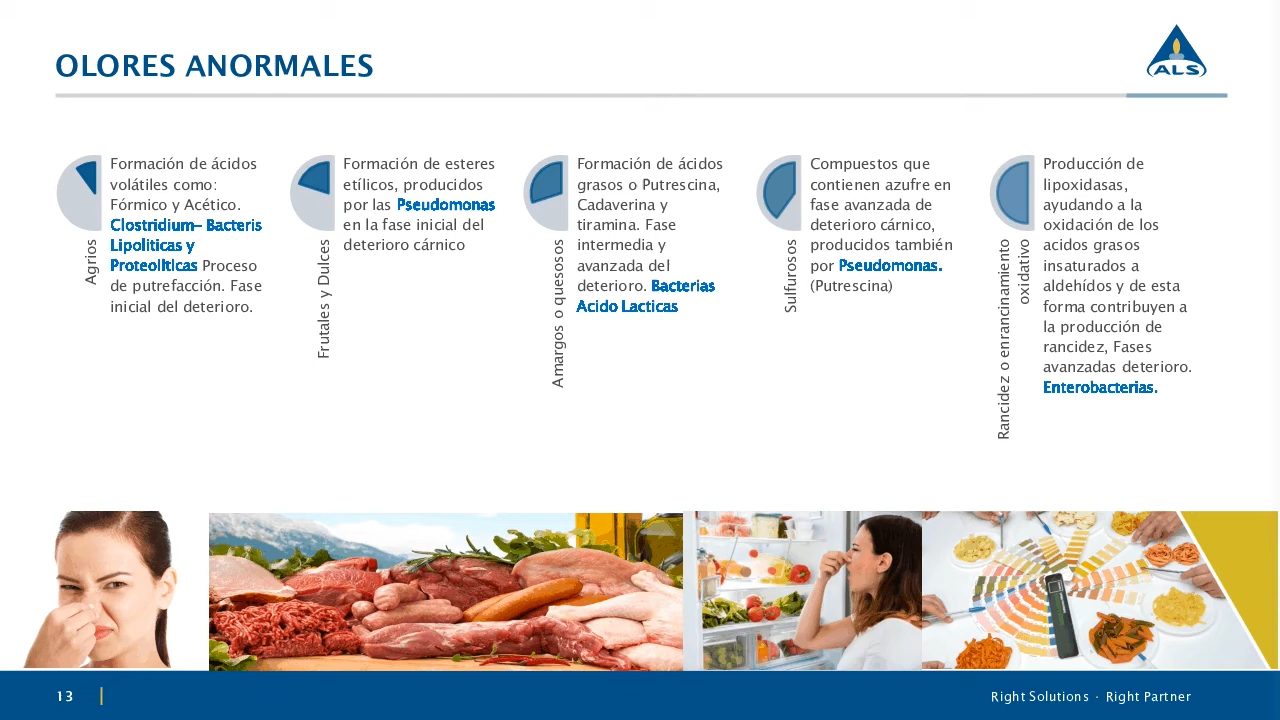 OLORES ANORMALES
ALS
Agrios
Formación de ácidos
volátiles como:
Fórmico y Acético.
Clostridium– Bacteris
Lipoliticas y
Proteoliticas Proceso
de putrefacción. Fase
inicial del deterioro.
Frutales y Dulces
Formación de esteres
etílicos, producidos
por las Pseudomonas
en la fase inicial del
deterioro cárnico
Amargos o quesosos
Formación de ácidos
grasos o Putrescina,
Cadaverina y
tiramina. Fase
intermedia y
avanzada del
deterioro. Bacterias
Acido Lacticas
Sulfurosos
Compuestos que
contienen azufre en
fase avanzada de
deterioro cárnico,
producidos también
por Pseudomonas.
(Putrescina)
Rancidez o enrancinamiento
oxidativo
Producción de
lipoxidasas,
ayudando a la
oxidación de los
acidos grasos
insaturados a
aldehídos y de esta
forma contribuyen a
la producción de
rancidez, Fases
avanzadas deterioro.
Enterobacterias.
13
Right Solutions · Right Partner